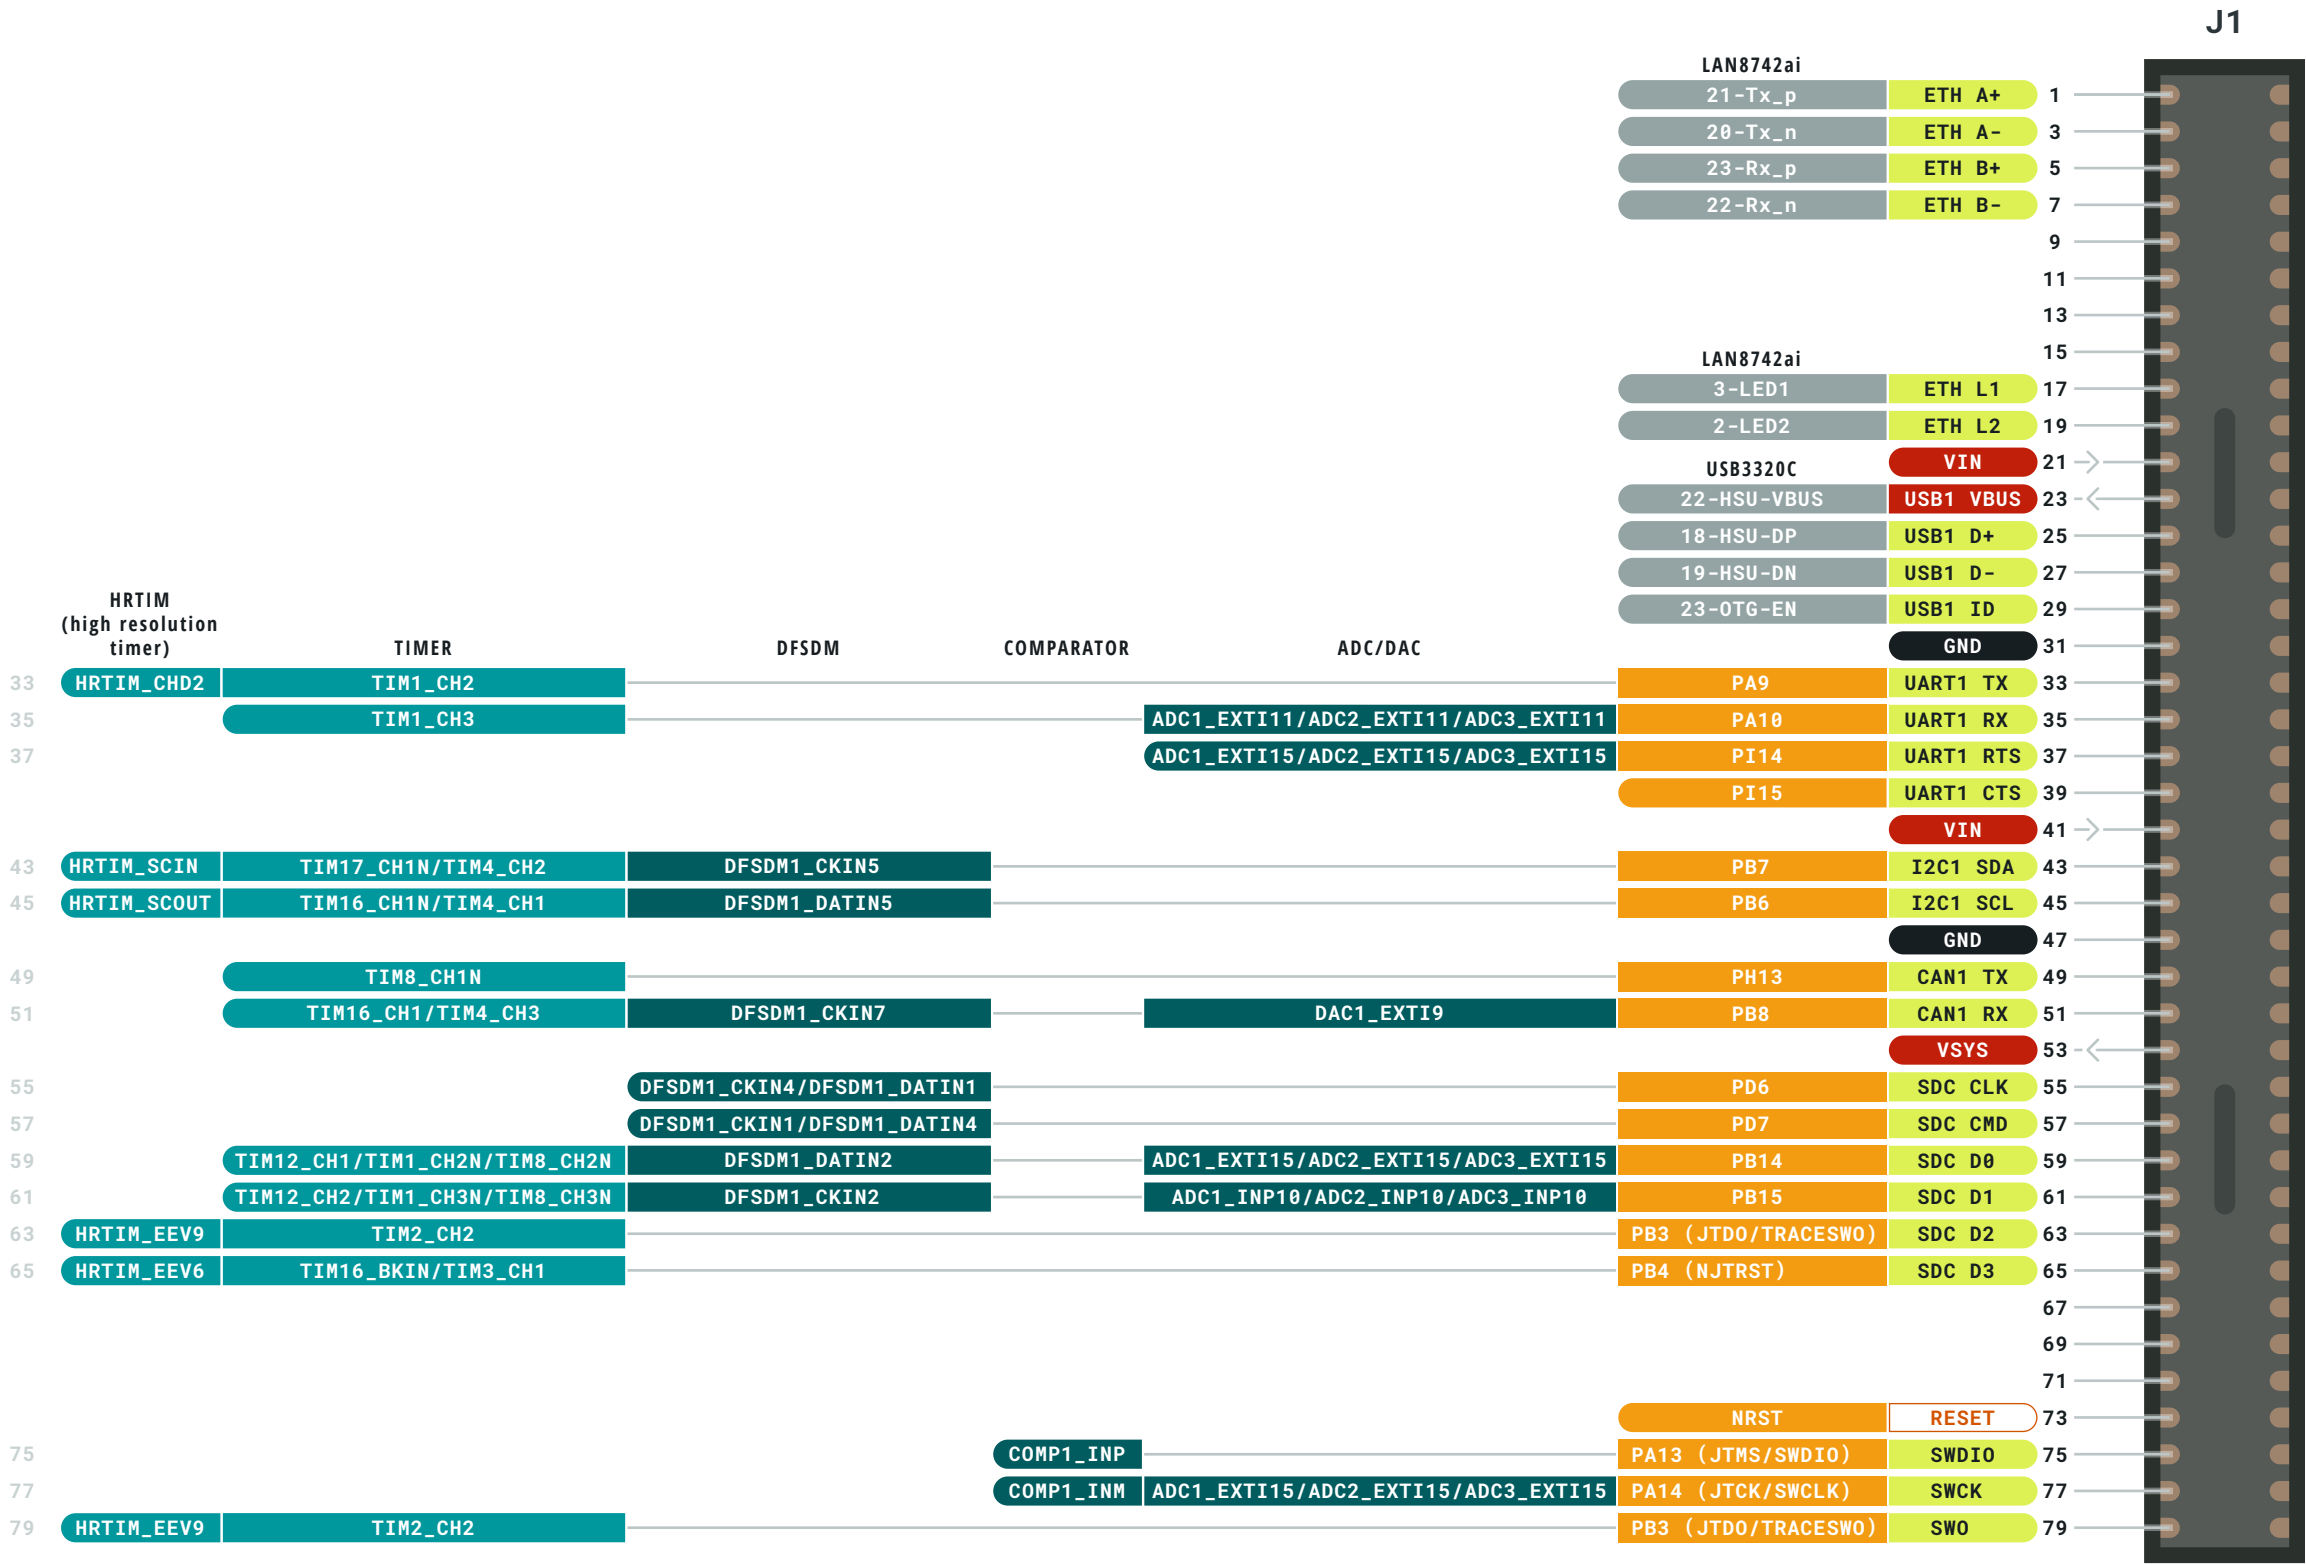 J1
LAN8742ai
21-Tx_p ETH A+ 1
20-Tx_n ETH A- 3
23-Rx_p ETH B+ 5
22-Rx_n ETH B- 7
9
11
13
15
LAN8742ai
3-LED1 ETH L1 17
2-LED2 ETH L2 19
VIN 21
USB3320C
22-HSU-VBUS USB1 VBUS 23
18-HSU-DP USB1 D+ 25
19-HSU-DN USB1 D- 27
23-OTG-EN USB1 ID 29
HRTIM
(high resolution
timer) TIMER DFSDM COMPARATOR ADC/DAC
GND 31
33 HRTIM_CHD2 TIM1_CH2 PA9 UART1 TX 33
35 TIM1_CH3 ADC1_EXTI11/ADC2_EXTI11/ADC3_EXTI11 PA10 UART1 RX 35
37 ADC1_EXTI15/ADC2_EXTI15/ADC3_EXTI15 PI14 UART1 RTS 37
PI15 UART1 CTS 39
VIN 41
43 HRTIM_SCIN TIM17_CH1N/TIM4_CH2 DFSDM1_CKIN5 PB7 I2C1 SDA 43
45 HRTIM_SCOUT TIM16_CH1N/TIM4_CH1 DFSDM1_DATIN5 PB6 I2C1 SCL 45
GND 47
49 TIM8_CH1N PH13 CAN1 TX 49
51 TIM16_CH1/TIM4_CH3 DFSDM1_CKIN7 DAC1_EXTI9 PB8 CAN1 RX 51
VSYS 53
55 DFSDM1_CKIN4/DFSDM1_DATIN1 PD6 SDC CLK 55
57 DFSDM1_CKIN1/DFSDM1_DATIN4 PD7 SDC CMD 57
59 TIM12_CH1/TIM1_CH2N/TIM8_CH2N DFSDM1_DATIN2 ADC1_EXTI15/ADC2_EXTI15/ADC3_EXTI15 PB14 SDC D0 59
61 TIM12_CH2/TIM1_CH3N/TIM8_CH3N DFSDM1_CKIN2 ADC1_INP10/ADC2_INP10/ADC3_INP10 PB15 SDC D1 61
63 HRTIM_EEV9 TIM2_CH2 PB3 (JTDO/TRACESWO) SDC D2 63
65 HRTIM_EEV6 TIM16_BKIN/TIM3_CH1 PB4 (NJTRST) SDC D3 65
67
69
71
NRST RESET 73
75 COMP1_INP PA13 (JTMS/SWDIO) SWDIO 75
77 COMP1_INM ADC1_EXTI15/ADC2_EXTI15/ADC3_EXTI15 PA14 (JTCK/SWCLK) SWCK 77
79 HRTIM_EEV9 TIM2_CH2 PB3 (JTDO/TRACESWO) SWO 79